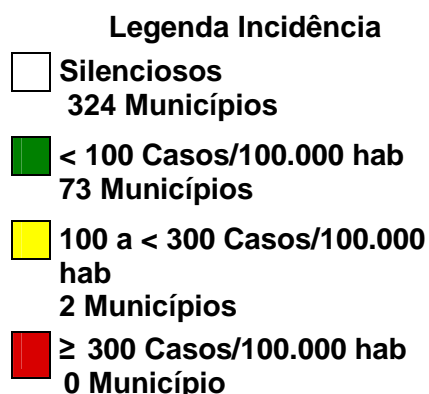 Legenda Incidência
Silenciosos
324 Municípios
< 100 Casos/100.000 hab
73 Municípios
100 a < 300 Casos/100.000
hab
2 Municípios
≥ 300 Casos/100.000 hab
0 Município